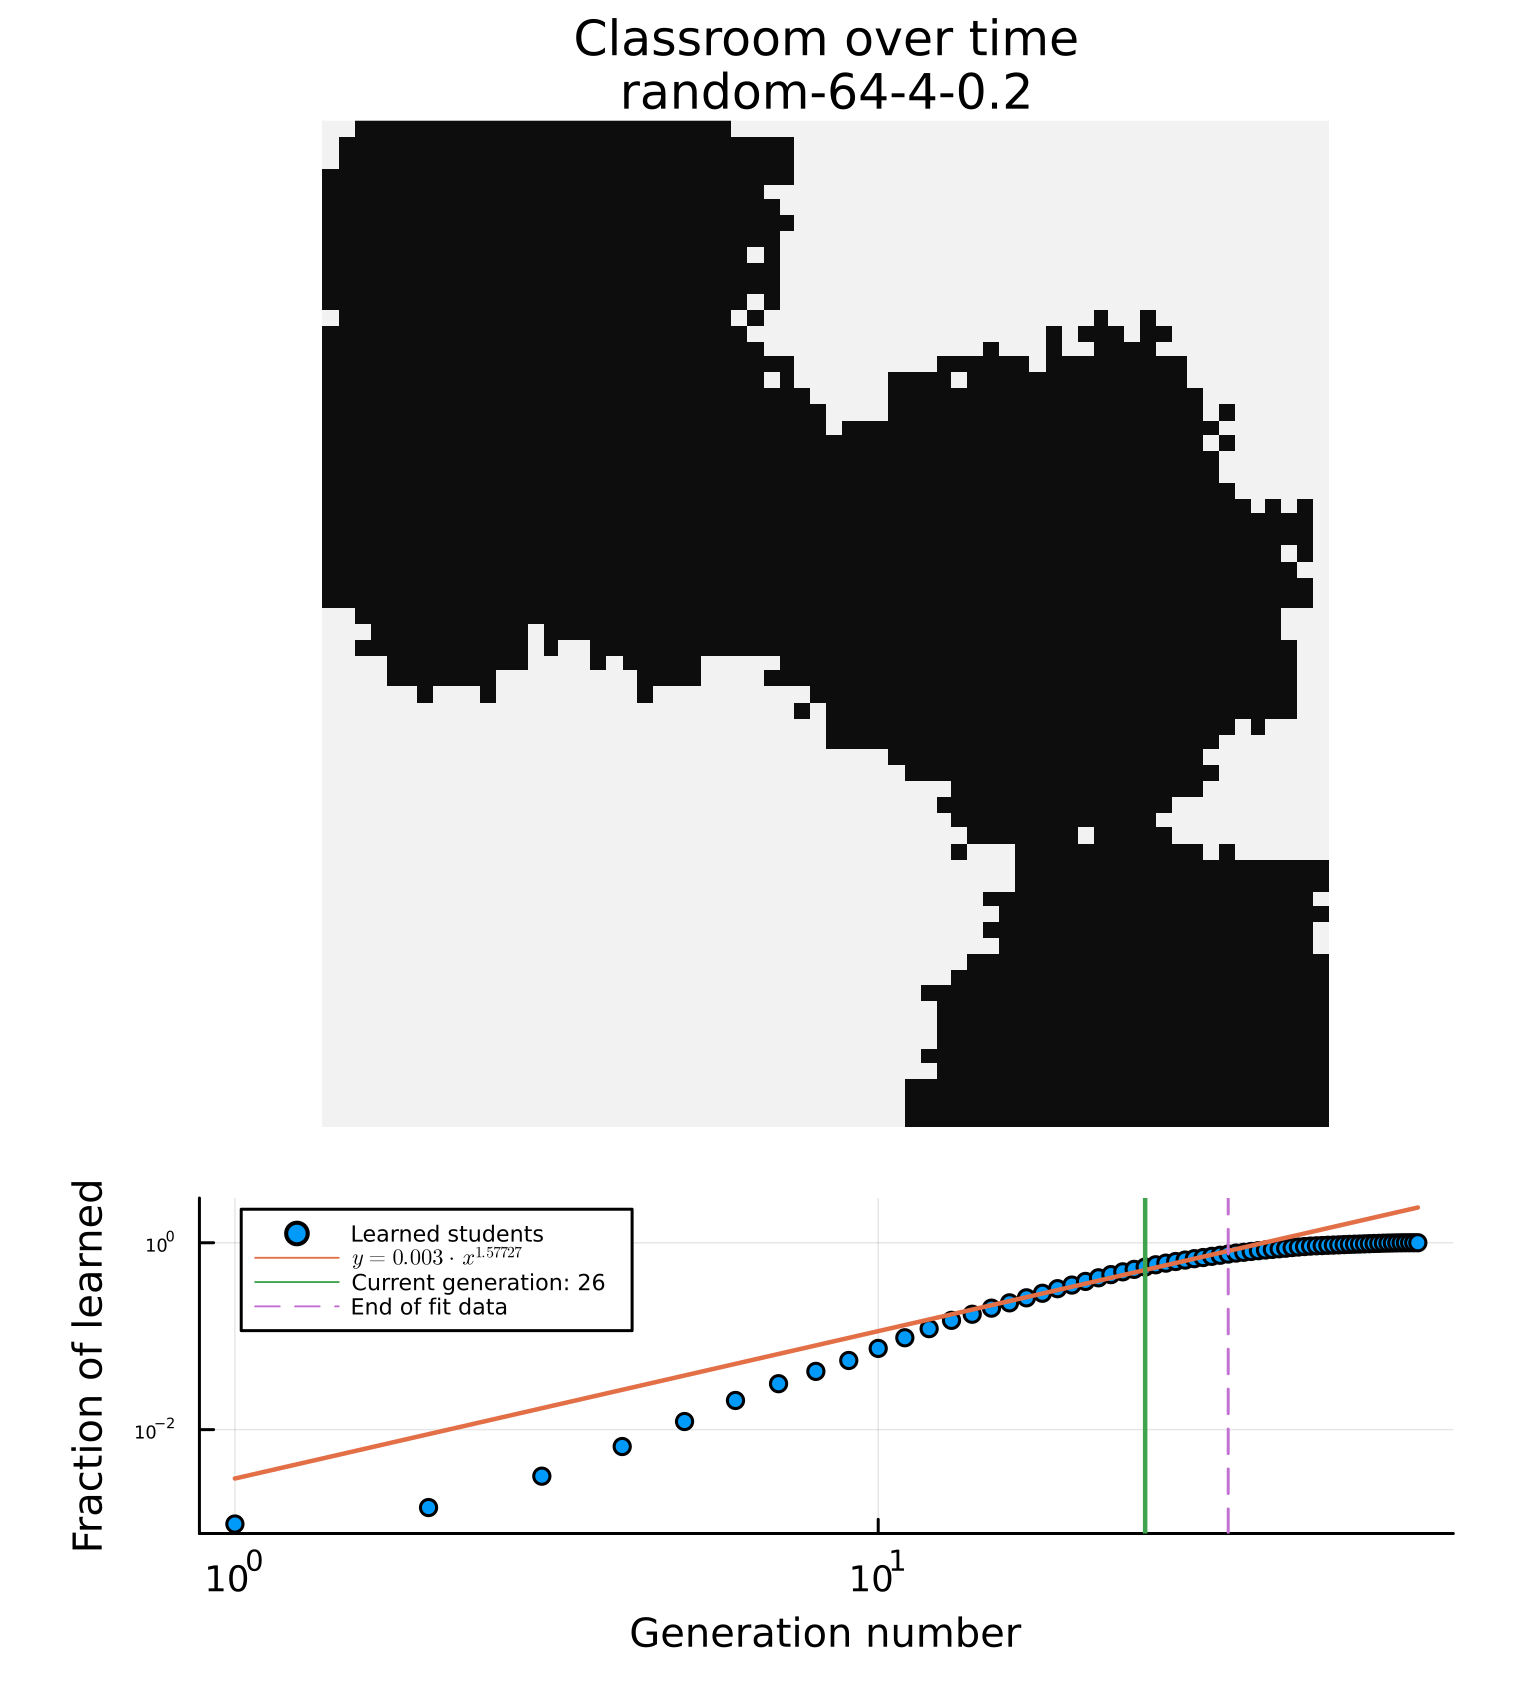 Classroom over time
random-64-4-0.2
Fraction of learned
10^0
10^-2
Learned students
y = 0.003 · x^1.57727
Current generation: 26
End of fit data
10^0
10^1
Generation number